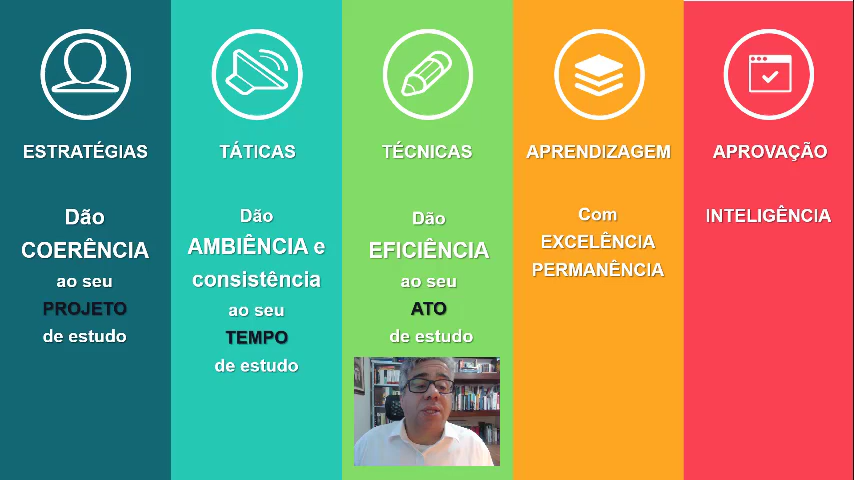 ESTRATÉGIAS
Dão
COERÊNCIA
ao seu
PROJETO
de estudo
TÁTICAS
Dão
AMBIÊNCIA e
consistência
ao seu
TEMPO
de estudo
TÉCNICAS
Dão
EFICIÊNCIA
ao seu
ATO
de estudo
APRENDIZAGEM
Com
EXCELÊNCIA
PERMANÊNCIA
APROVAÇÃO
INTELIGÊNCIA